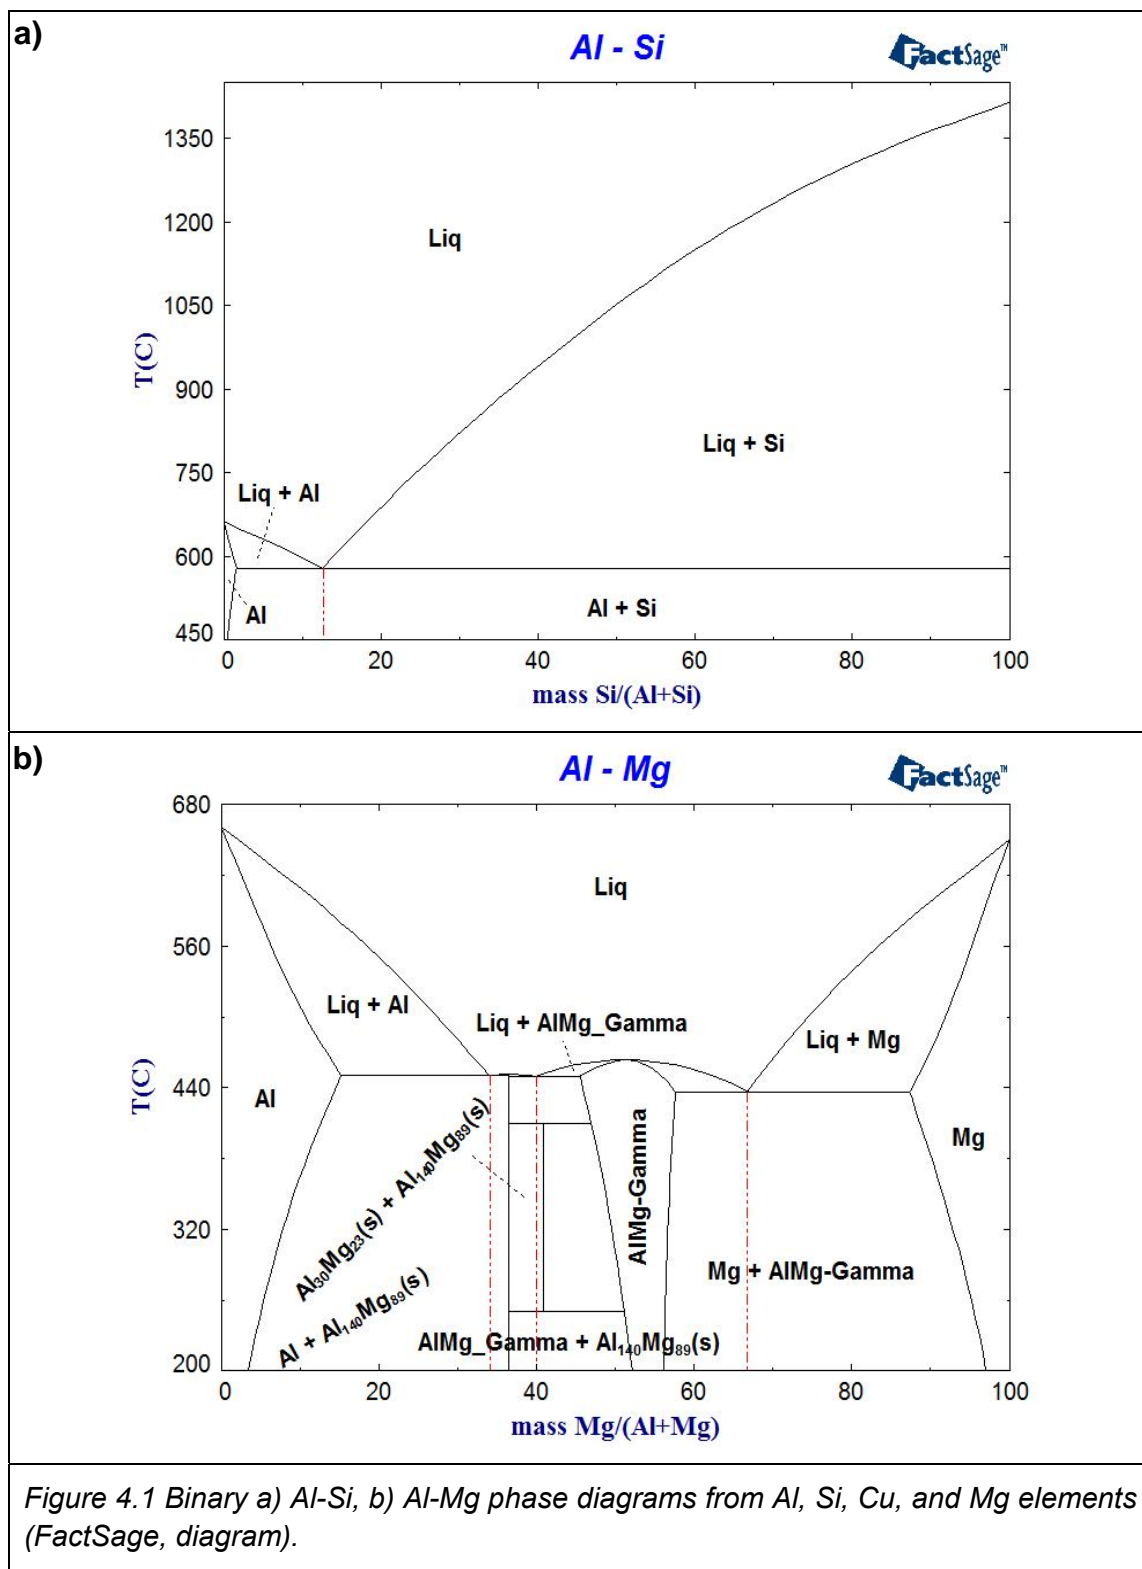 a)
Al - Si
FactSage™
1350
1200
1050
900
750
600
450
T(C)
Liq
Liq + Si
Liq + Al
Al
Al + Si
0 20 40 60 80 100
mass Si/(Al+Si)
b)
Al - Mg
FactSage™
680
560
440
320
200
T(C)
Liq
Liq + Al
Liq + AlMg_Gamma
Liq + Mg
Al
Mg
Al₃₀Mg₂₃(s) + Al₁₄₀Mg₈₉(s)
AlMg-Gamma
Al + Al₁₄₀Mg₈₉(s)
Mg + AlMg-Gamma
AlMg_Gamma + Al₁₄₀Mg₈₉(s)
0 20 40 60 80 100
mass Mg/(Al+Mg)
Figure 4.1 Binary a) Al-Si, b) Al-Mg phase diagrams from Al, Si, Cu, and Mg elements
(FactSage, diagram).